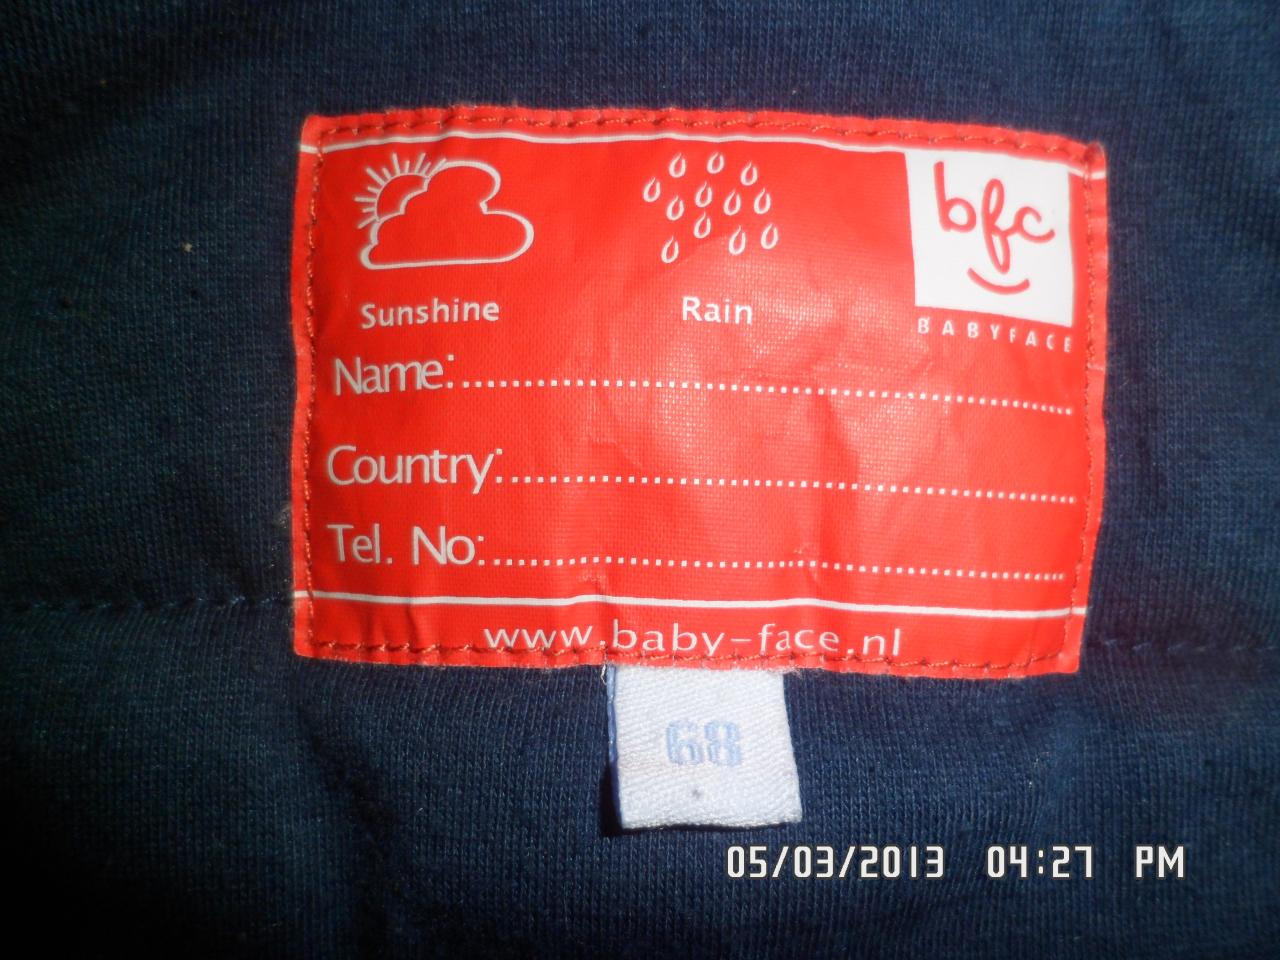 bfc
BABYFACE
Sunshine
Rain
Name:
Country:
Tel. No:
www.baby-face.nl
68
05/03/2013 04:27 PM